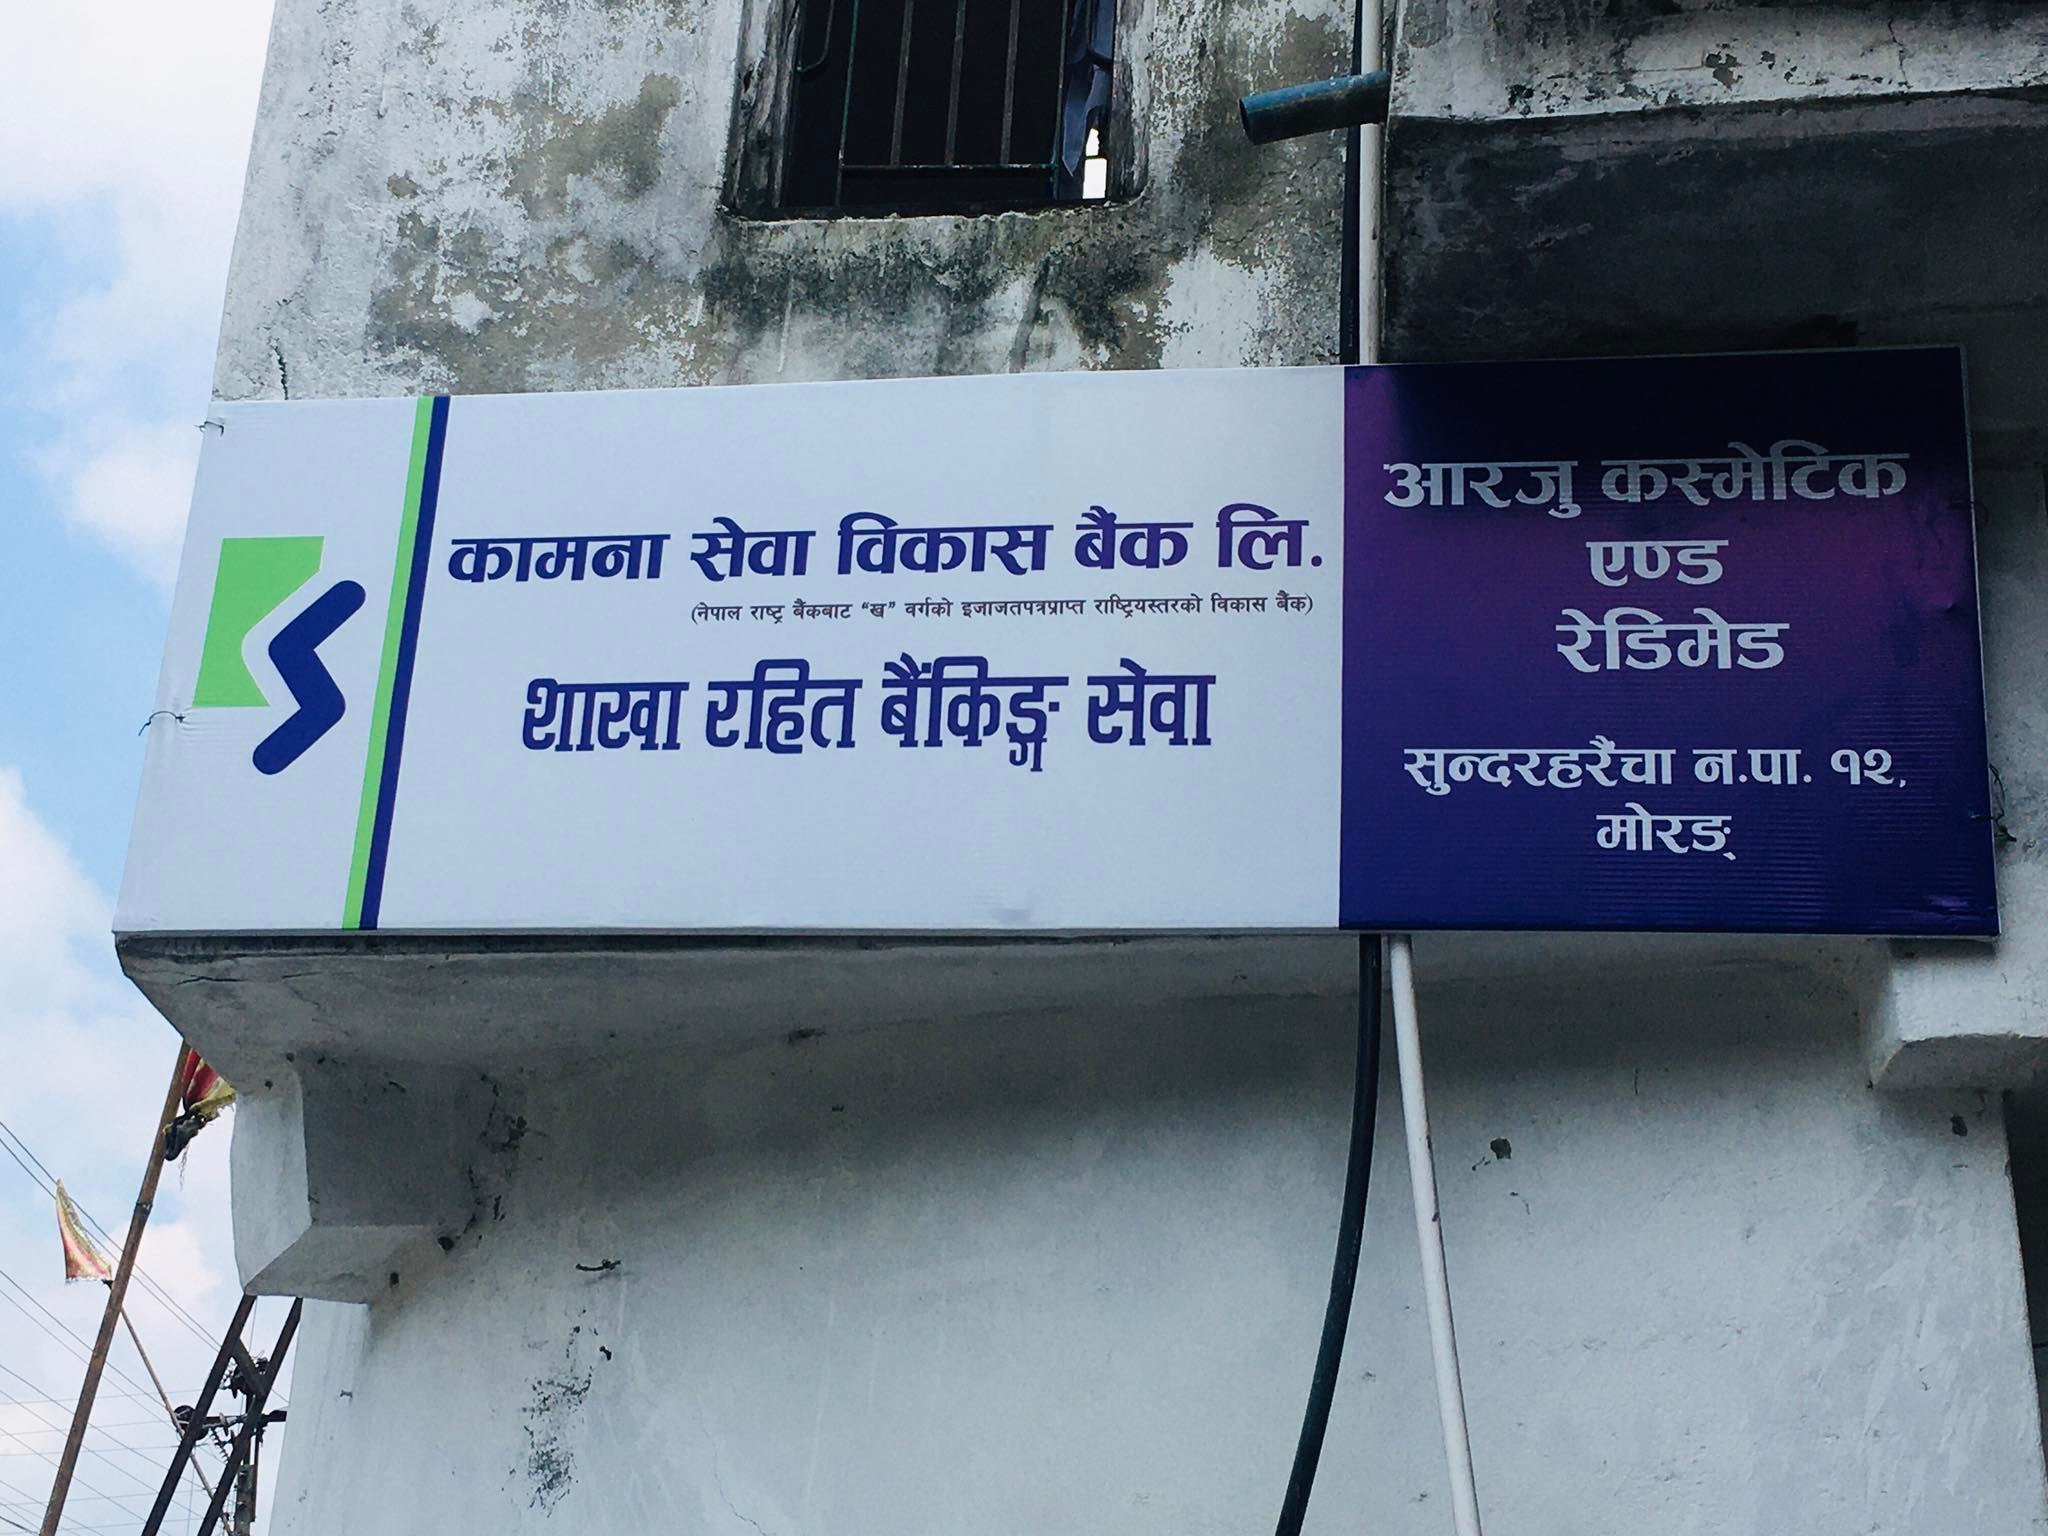 कामना सेवा विकास बैंक लि.
(नेपाल राष्ट्र बैंकबाट "ख" वर्गको इजाजतपत्रप्राप्त राष्ट्रियस्तरको विकास बैंक)
शाखा रहित बैंकिङ्ग सेवा
आरजु कस्मेटिक
एण्ड
रेडिमेड
सुन्दरहरैंचा न.पा. १२,
मोरङ्